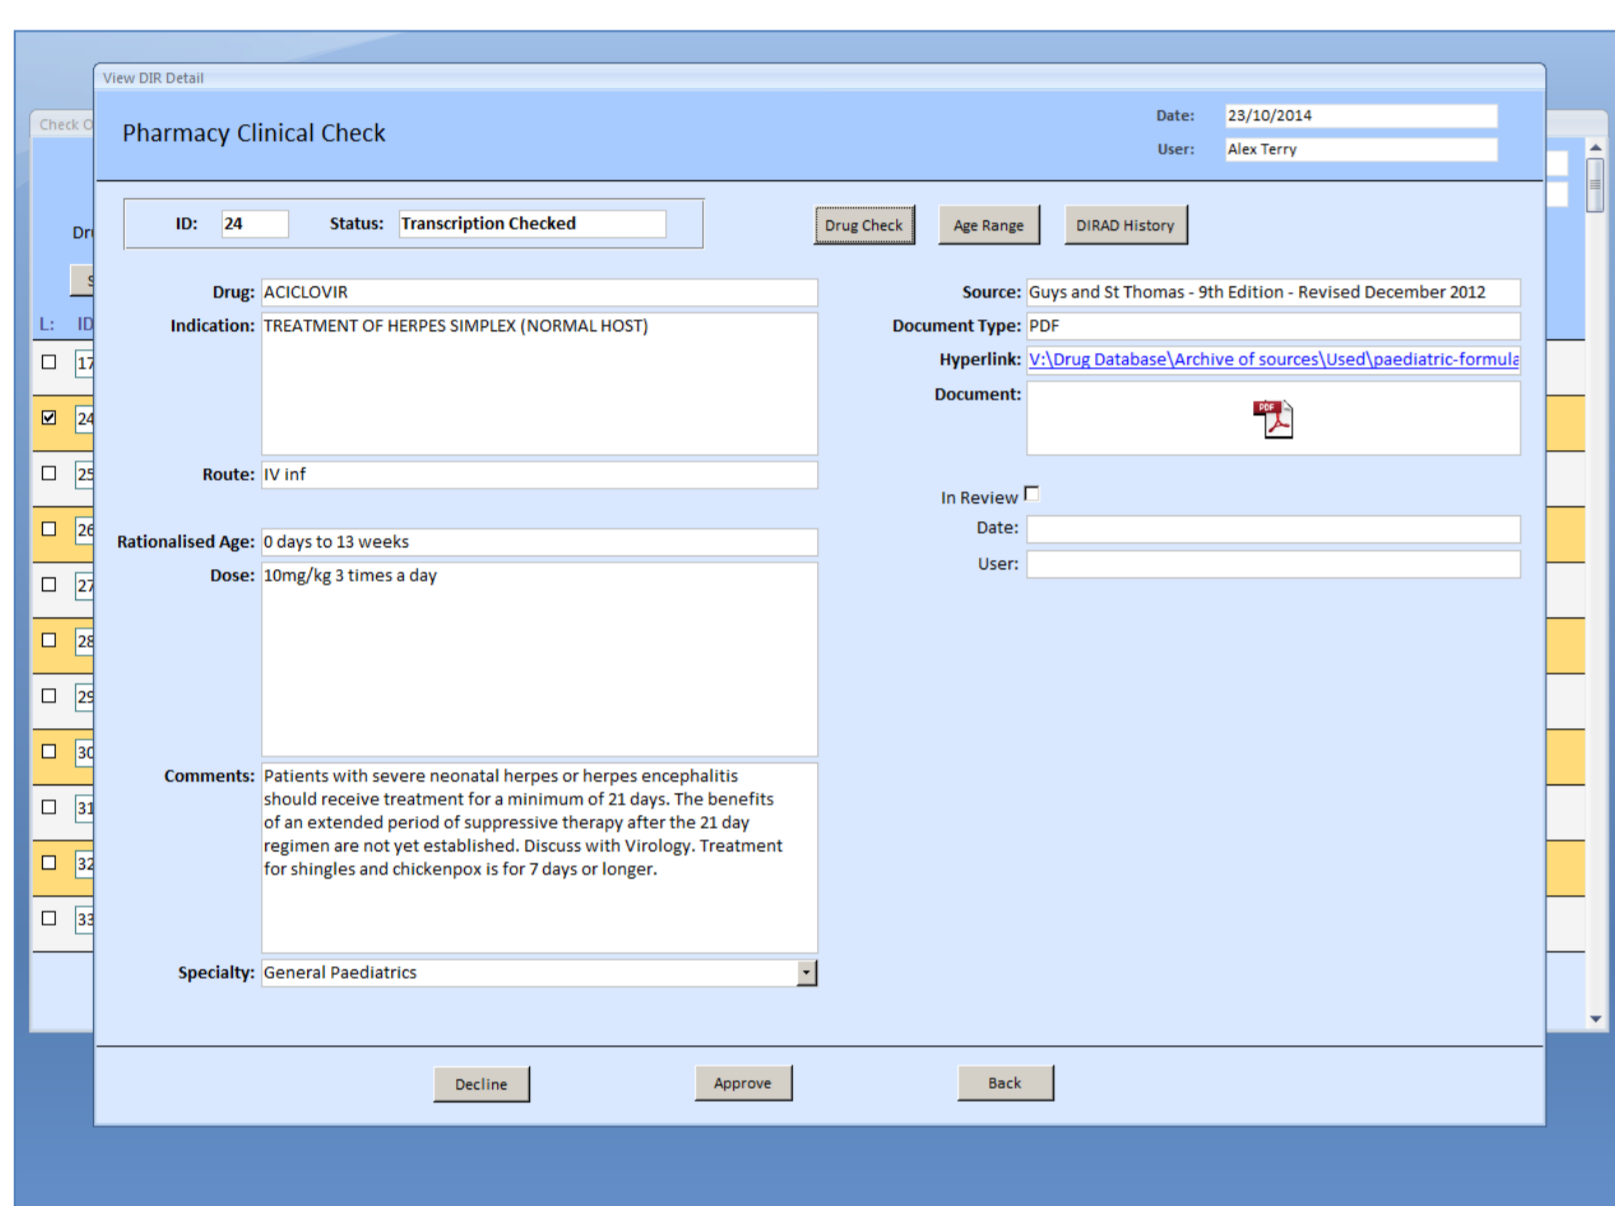 View DIR Detail
Check O
Pharmacy Clinical Check
Date: 23/10/2014
User: Alex Terry
ID: 24 Status: Transcription Checked
Drug Check Age Range DIRAD History
Drug: ACICLOVIR
Indication: TREATMENT OF HERPES SIMPLEX (NORMAL HOST)
Route: IV inf
Rationalised Age: 0 days to 13 weeks
Dose: 10mg/kg 3 times a day
Comments: Patients with severe neonatal herpes or herpes encephalitis
should receive treatment for a minimum of 21 days. The benefits
of an extended period of suppressive therapy after the 21 day
regimen are not yet established. Discuss with Virology. Treatment
for shingles and chickenpox is for 7 days or longer.
Specialty: General Paediatrics
Source: Guys and St Thomas - 9th Edition - Revised December 2012
Document Type: PDF
Hyperlink: V:\Drug Database\Archive of sources\Used\paediatric-formula
Document:
PDF
In Review
Date:
User:
Decline Approve Back
L: ID
17
24
25
26
27
28
29
30
31
32
33